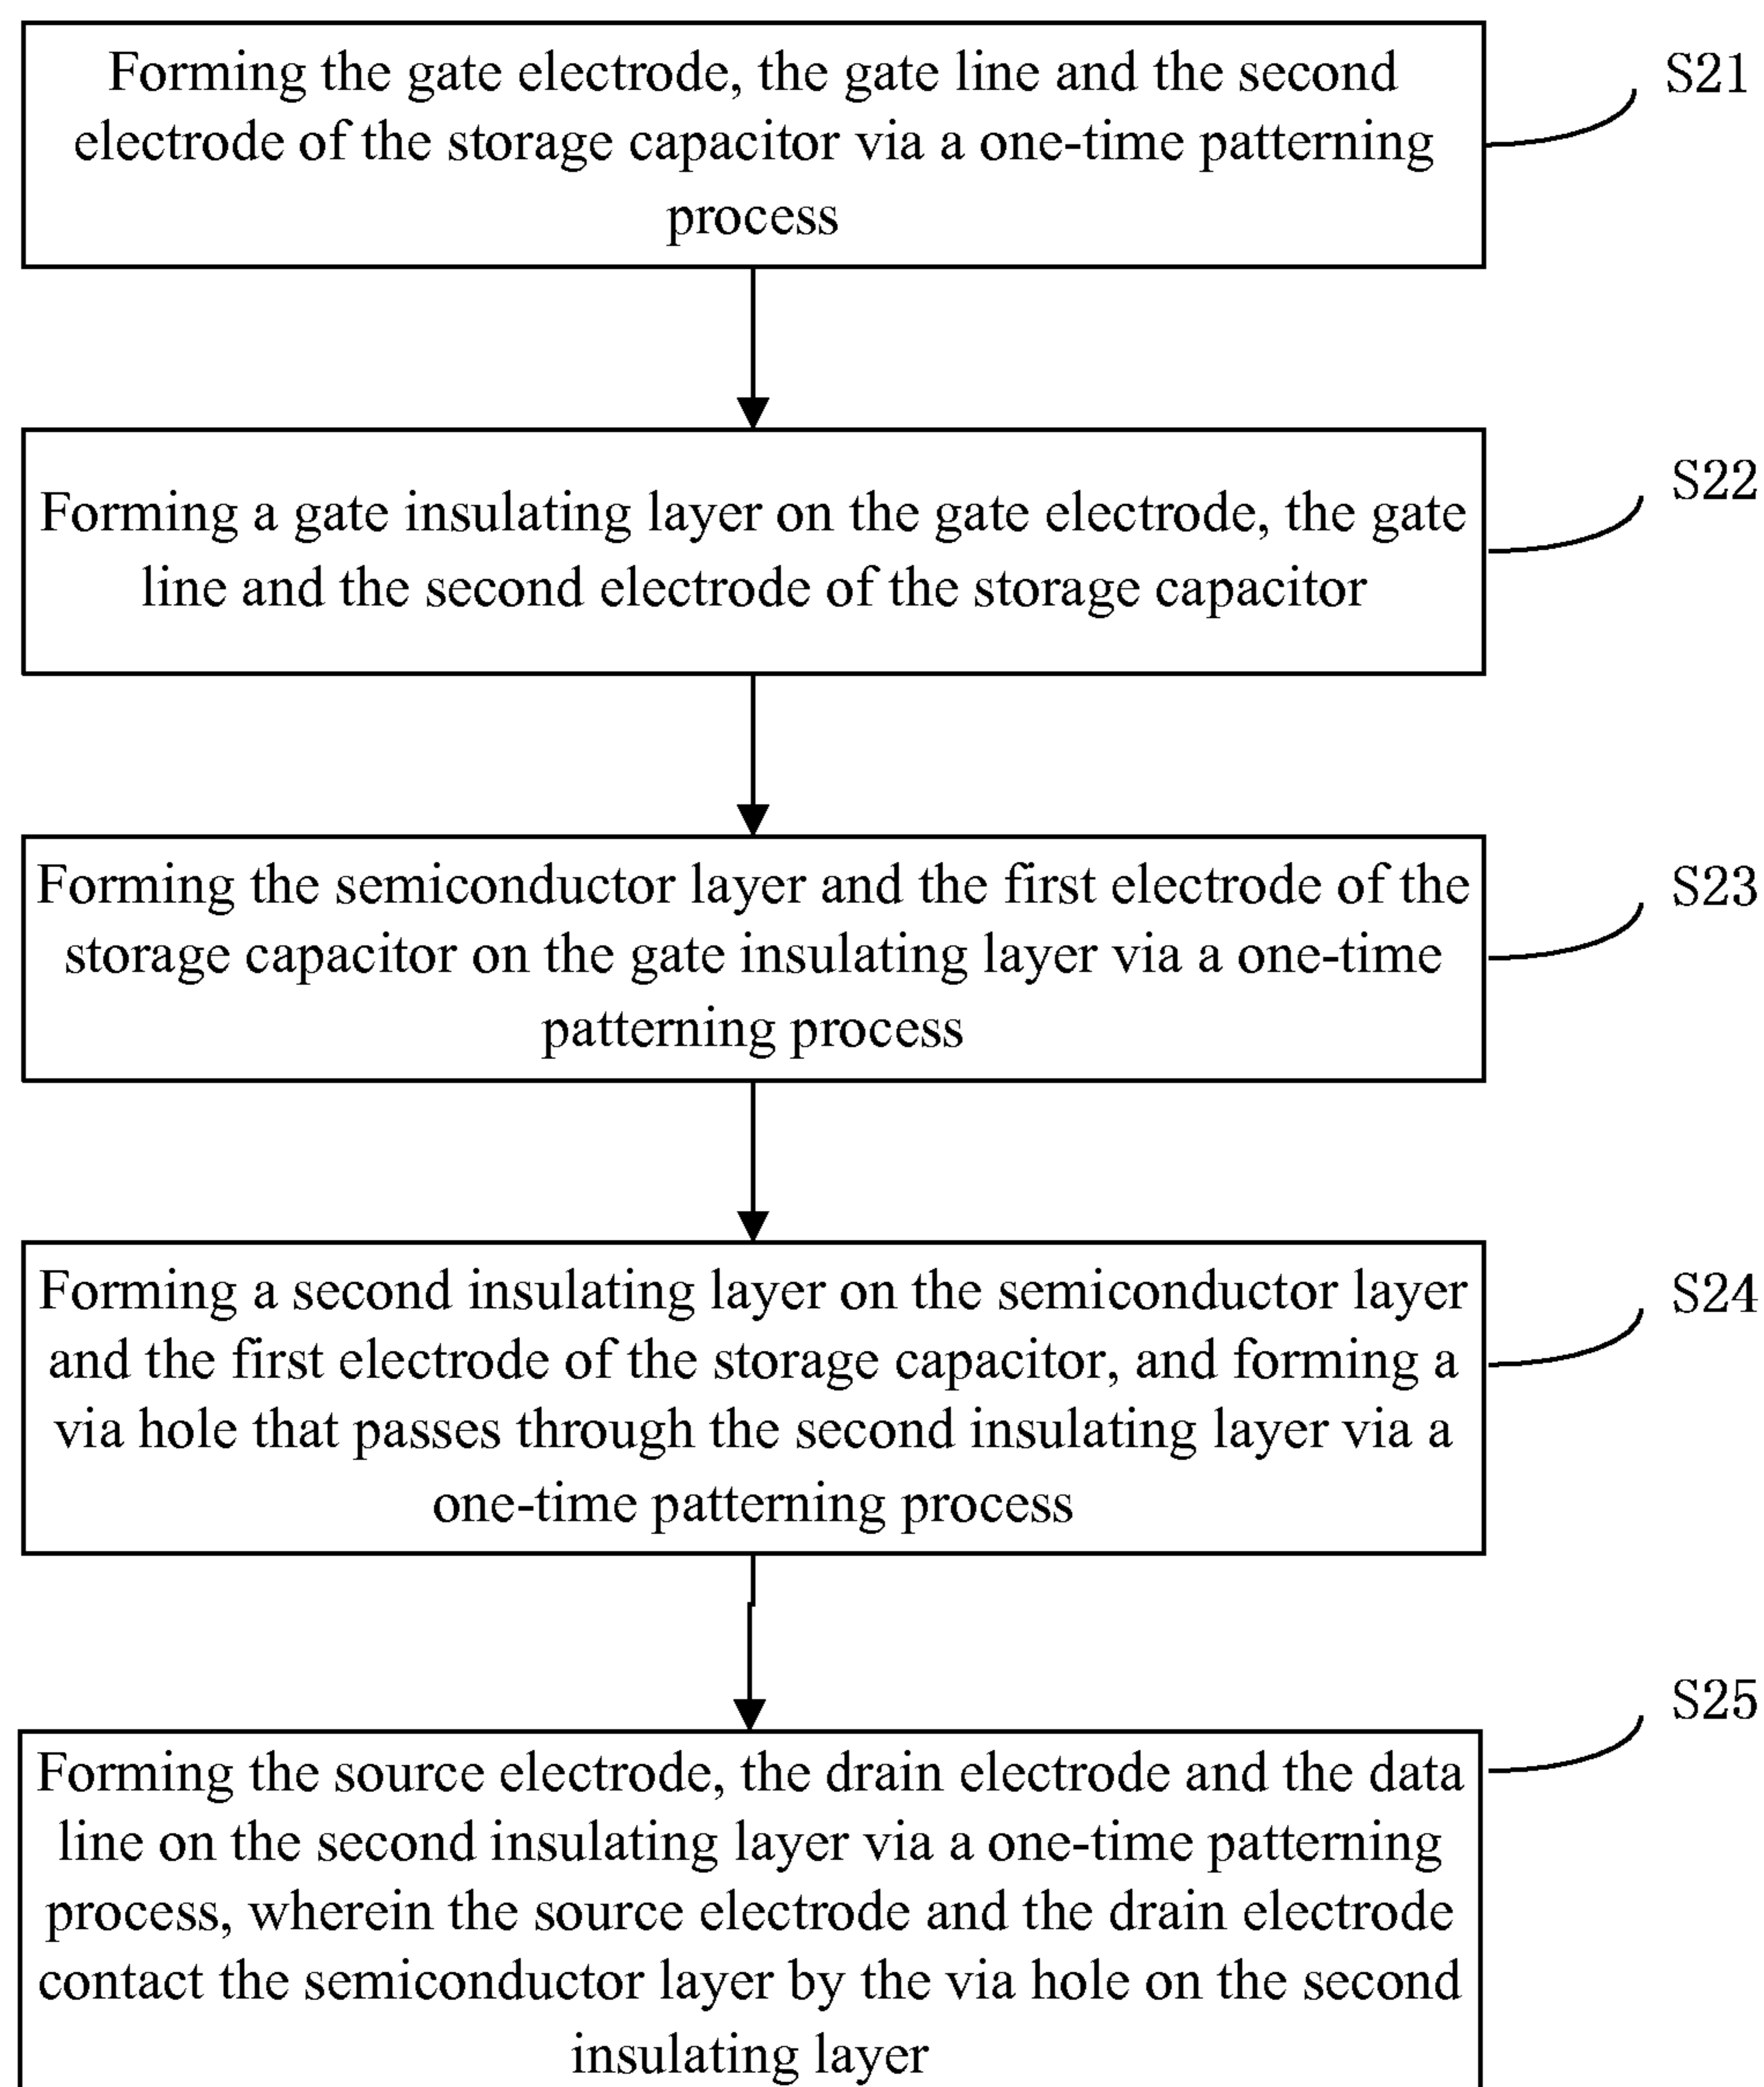 Forming the gate electrode, the gate line and the second
electrode of the storage capacitor via a one-time patterning
process
S21
Forming a gate insulating layer on the gate electrode, the gate
line and the second electrode of the storage capacitor
S22
Forming the semiconductor layer and the first electrode of the
storage capacitor on the gate insulating layer via a one-time
patterning process
S23
Forming a second insulating layer on the semiconductor layer
and the first electrode of the storage capacitor, and forming a
via hole that passes through the second insulating layer via a
one-time patterning process
S24
Forming the source electrode, the drain electrode and the data
line on the second insulating layer via a one-time patterning
process, wherein the source electrode and the drain electrode
contact the semiconductor layer by the via hole on the second
insulating layer
S25